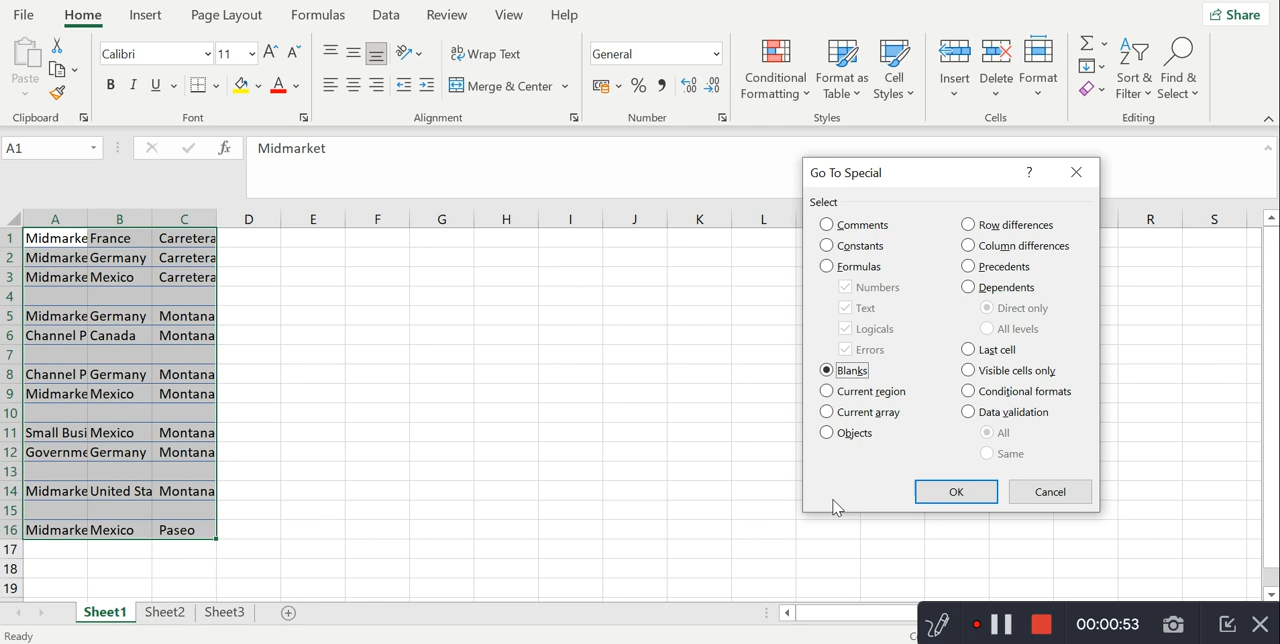 File Home Insert Page Layout Formulas Data Review View Help Share
Calibri 11 Wrap Text General
Paste B I U Merge & Center % Conditional Formatting Format as Table Cell Styles Insert Delete Format Sort & Filter Find & Select
Clipboard Font Alignment Number Styles Cells Editing
A1 fx Midmarket
Go To Special ?
Select
Comments Row differences
Constants Column differences
Formulas Precedents
Numbers Dependents
Text Direct only
Logicals All levels
Errors Last cell
Blanks Visible cells only
Current region Conditional formats
Current array Data validation
Objects All
Same
OK Cancel
A B C D E F G H I J K L R S
1 Midmarke France Carretera
2 Midmarke Germany Carretera
3 Midmarke Mexico Carretera
4
5 Midmarke Germany Montana
6 Channel P Canada Montana
7
8 Channel P Germany Montana
9 Midmarke Mexico Montana
10
11 Small Busi Mexico Montana
12 Governme Germany Montana
13
14 Midmarke United Sta Montana
15
16 Midmarke Mexico Paseo
17
18
19
Sheet1 Sheet2 Sheet3
Ready
00:00:53